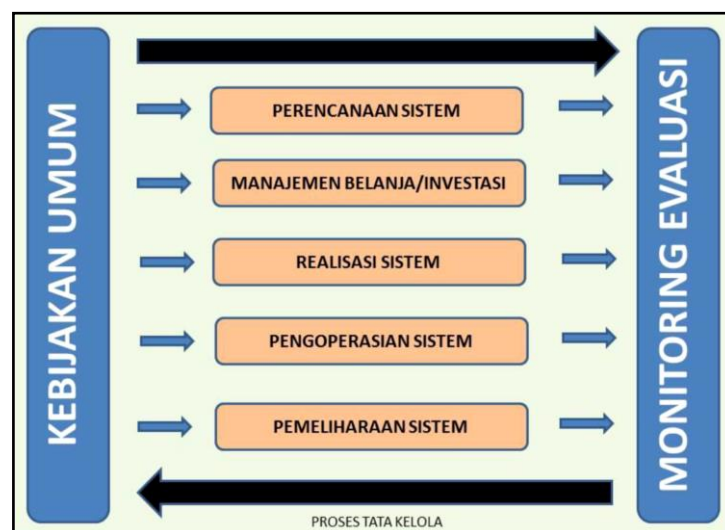 KEBIJAKAN UMUM
PERENCANAAN SISTEM
MANAJEMEN BELANJA/INVESTASI
REALISASI SISTEM
PENGOPERASIAN SISTEM
PEMELIHARAAN SISTEM
MONITORING EVALUASI
PROSES TATA KELOLA